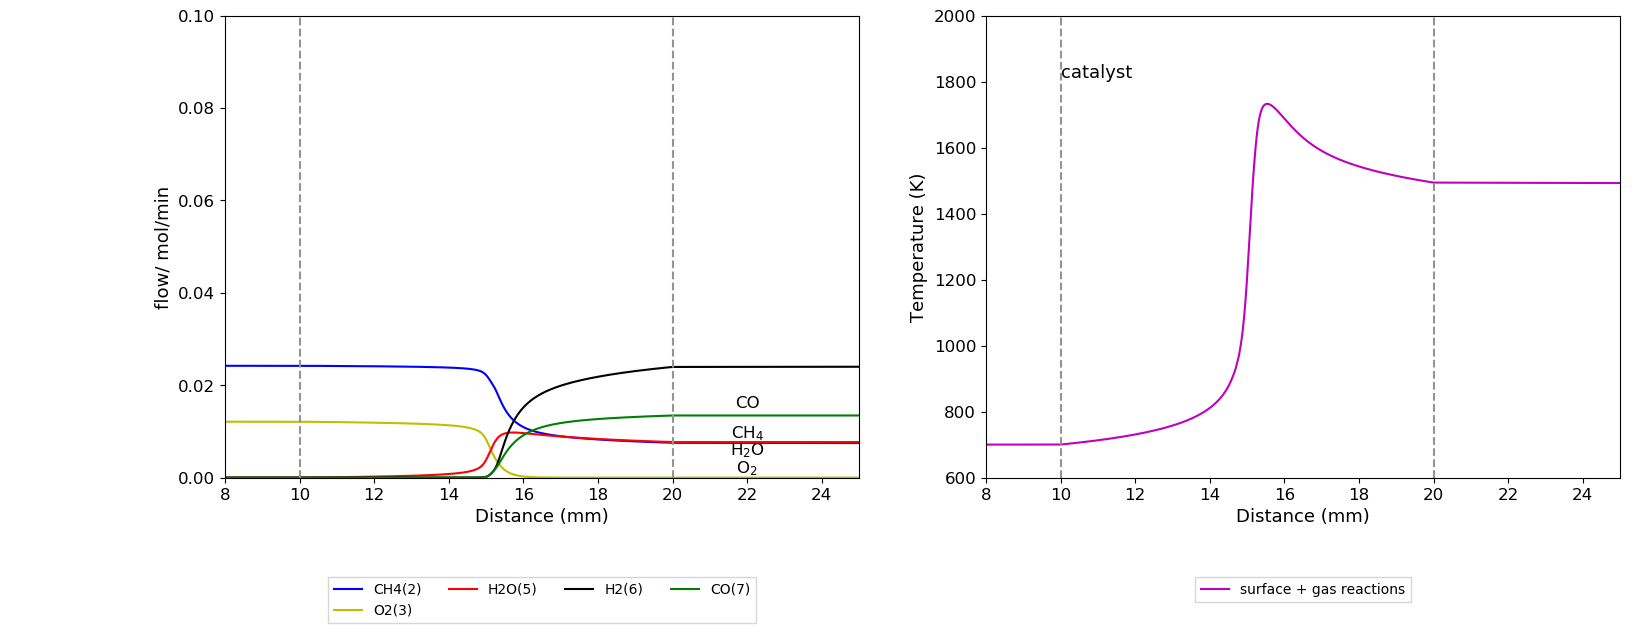 0.10
0.08
0.06
0.04
0.02
0.00
flow/ mol/min
CO
CH₄
H₂O
O₂
8 10 12 14 16 18 20 22 24
Distance (mm)
CH4(2) H2O(5) H2(6) CO(7)
O2(3)
2000
1800
1600
1400
1200
1000
800
600
Temperature (K)
catalyst
8 10 12 14 16 18 20 22 24
Distance (mm)
surface + gas reactions